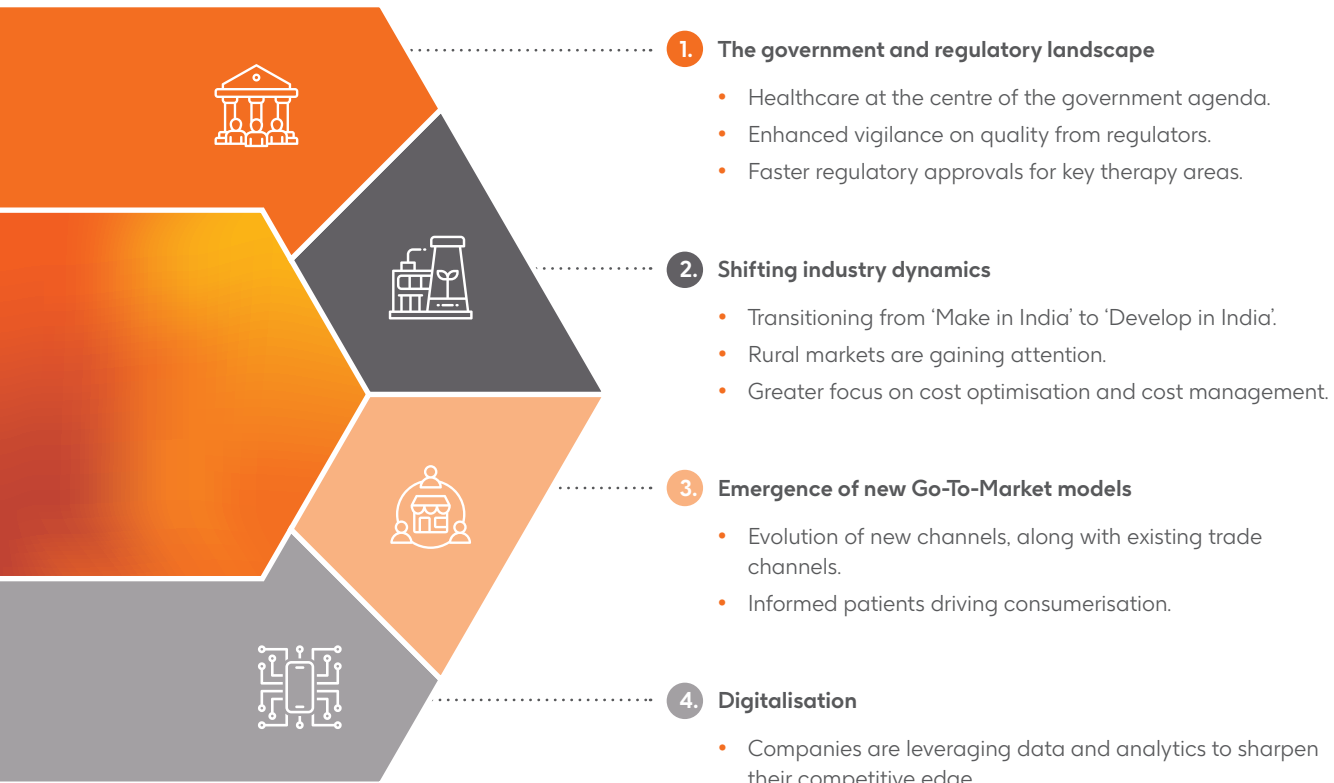 1. The government and regulatory landscape
• Healthcare at the centre of the government agenda.
• Enhanced vigilance on quality from regulators.
• Faster regulatory approvals for key therapy areas.
2. Shifting industry dynamics
• Transitioning from ‘Make in India’ to ‘Develop in India’.
• Rural markets are gaining attention.
• Greater focus on cost optimisation and cost management.
3. Emergence of new Go-To-Market models
• Evolution of new channels, along with existing trade
channels.
• Informed patients driving consumerisation.
4. Digitalisation
• Companies are leveraging data and analytics to sharpen
their competitive edge